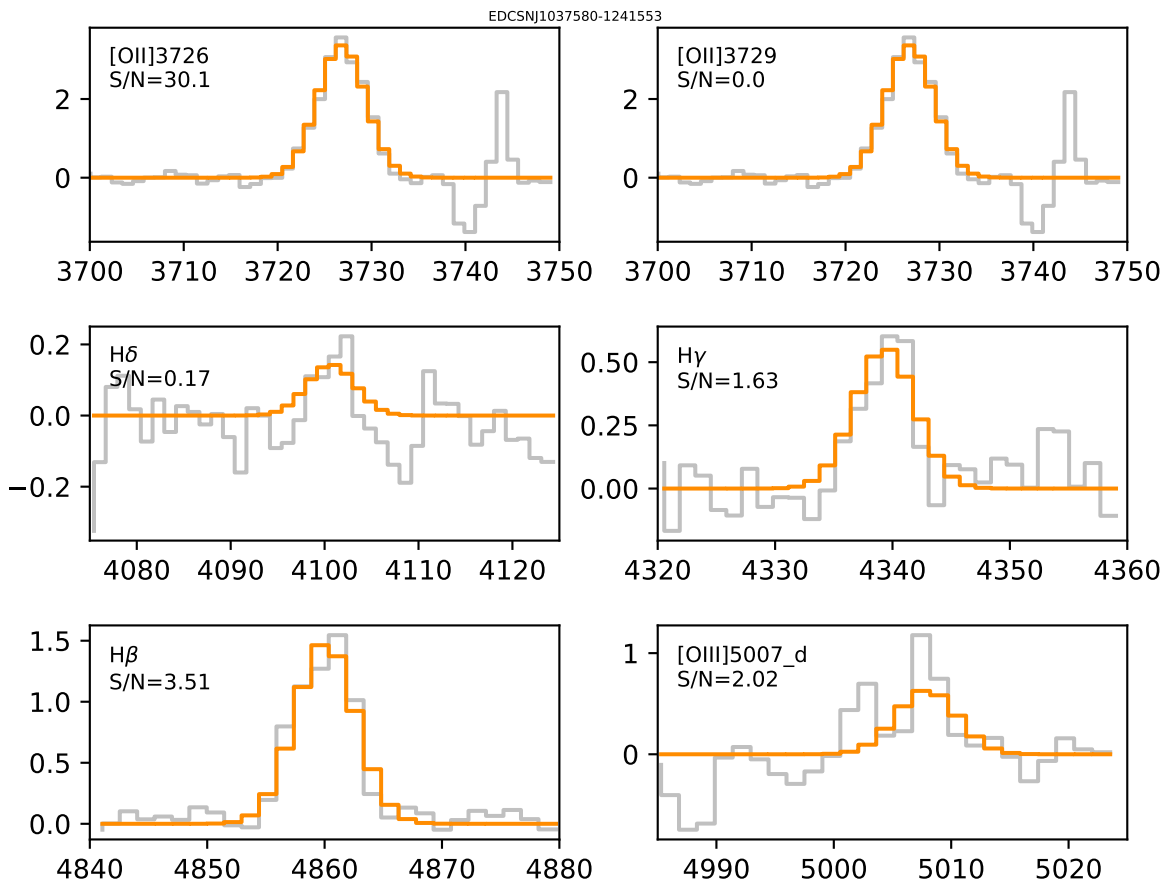 EDCSNJ1037580-1241553
[OII]3726
S/N=30.1
2
0
3700 3710 3720 3730 3740 3750
[OII]3729
S/N=0.0
2
0
3700 3710 3720 3730 3740 3750
Hδ
S/N=0.17
0.2
0.0
−0.2
4080 4090 4100 4110 4120
Hγ
S/N=1.63
0.50
0.25
0.00
4320 4330 4340 4350 4360
Hβ
S/N=3.51
1.5
1.0
0.5
0.0
4840 4850 4860 4870 4880
[OIII]5007_d
S/N=2.02
1
0
4990 5000 5010 5020